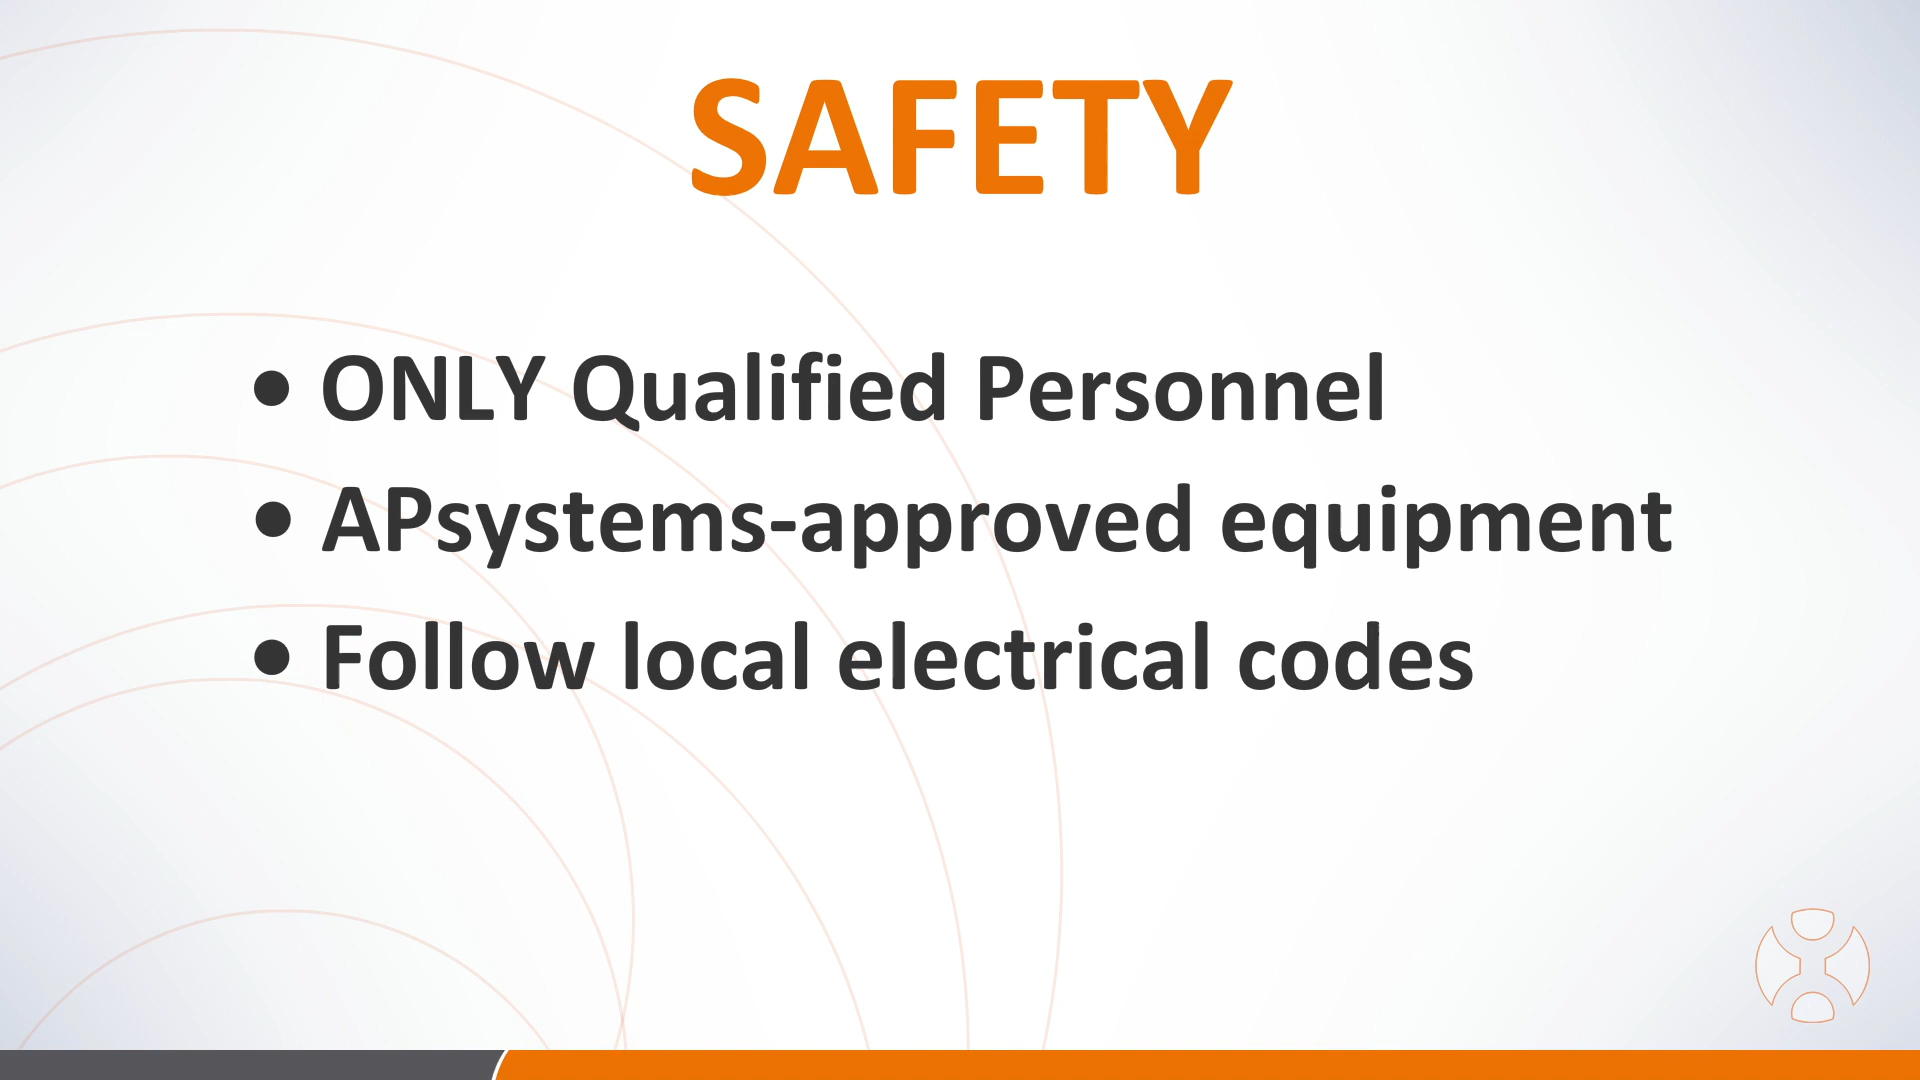 SAFETY
• ONLY Qualified Personnel
• APsystems-approved equipment
• Follow local electrical codes